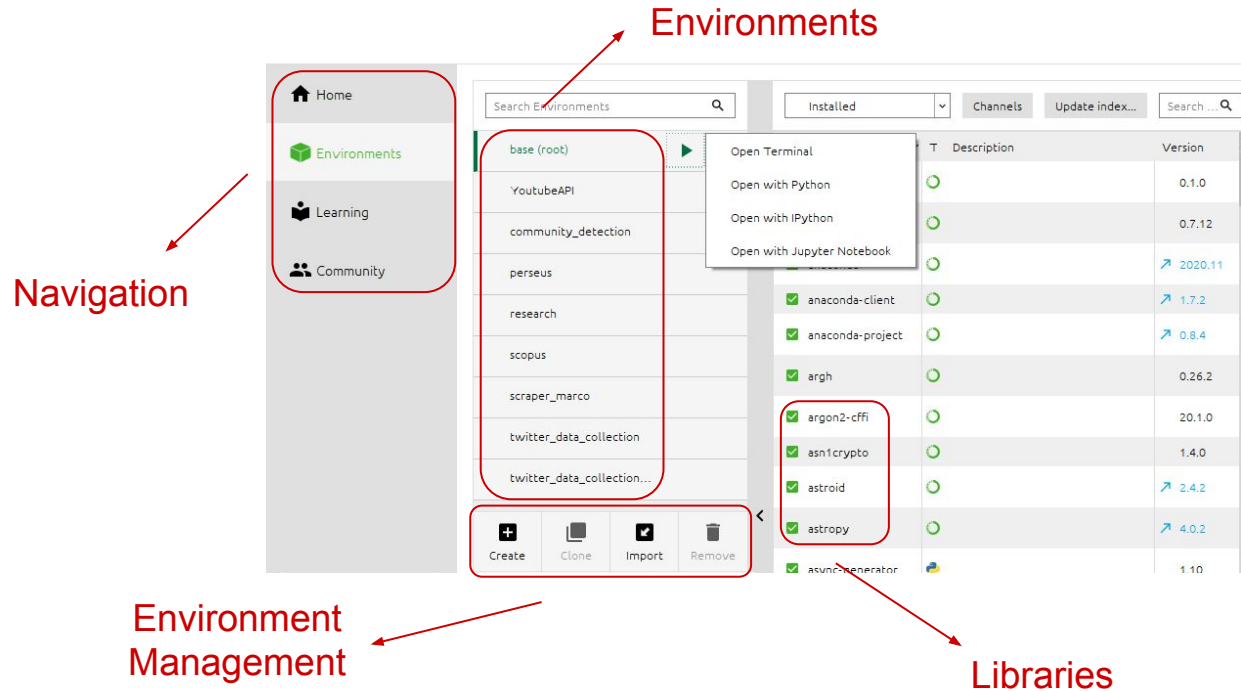 Environments
Home
Environments
Learning
Community
Navigation
Search Environments
base (root)
YoutubeAPI
community_detection
perseus
research
scopus
scraper_marco
twitter_data_collection
twitter_data_collection...
Create Clone Import Remove
Environment
Management
Installed Channels Update index... Search ...
Open Terminal
Open with Python
Open with IPython
Open with Jupyter Notebook
T Description Version
0.1.0
0.7.12
2020.11
anaconda-client 1.7.2
anaconda-project 0.8.4
argh 0.26.2
argon2-cffi 20.1.0
asn1crypto 1.4.0
astroid 2.4.2
astropy 4.0.2
async-generator 1.10
Libraries